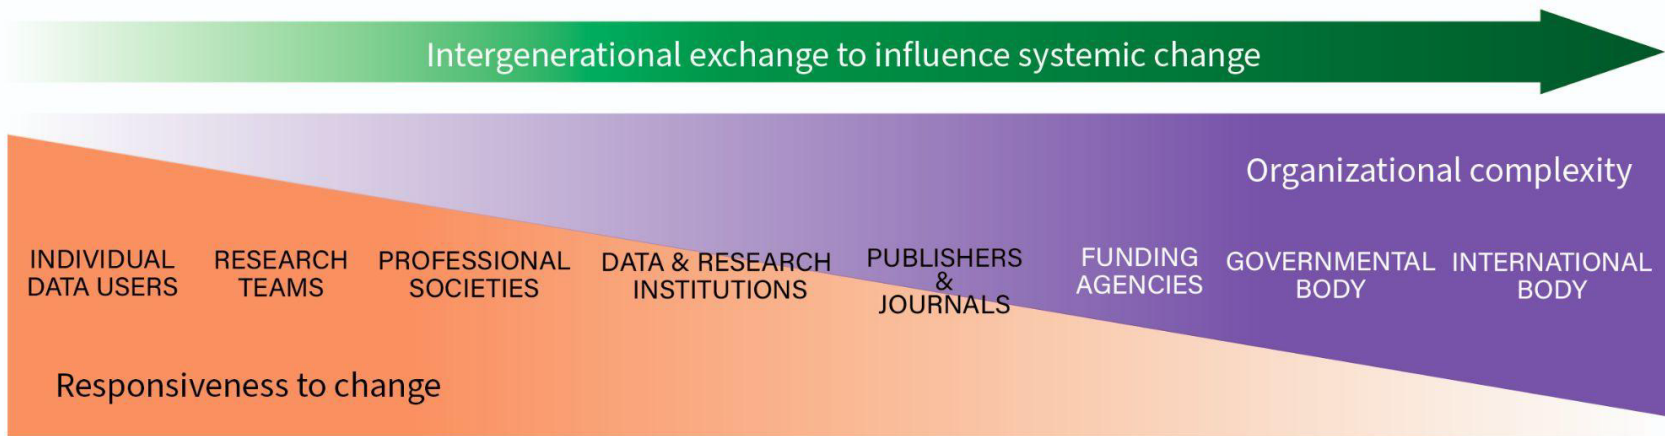 Intergenerational exchange to influence systemic change
Organizational complexity
INDIVIDUAL
DATA USERS
RESEARCH
TEAMS
PROFESSIONAL
SOCIETIES
DATA & RESEARCH
INSTITUTIONS
PUBLISHERS
&
JOURNALS
FUNDING
AGENCIES
GOVERNMENTAL
BODY
INTERNATIONAL
BODY
Responsiveness to change